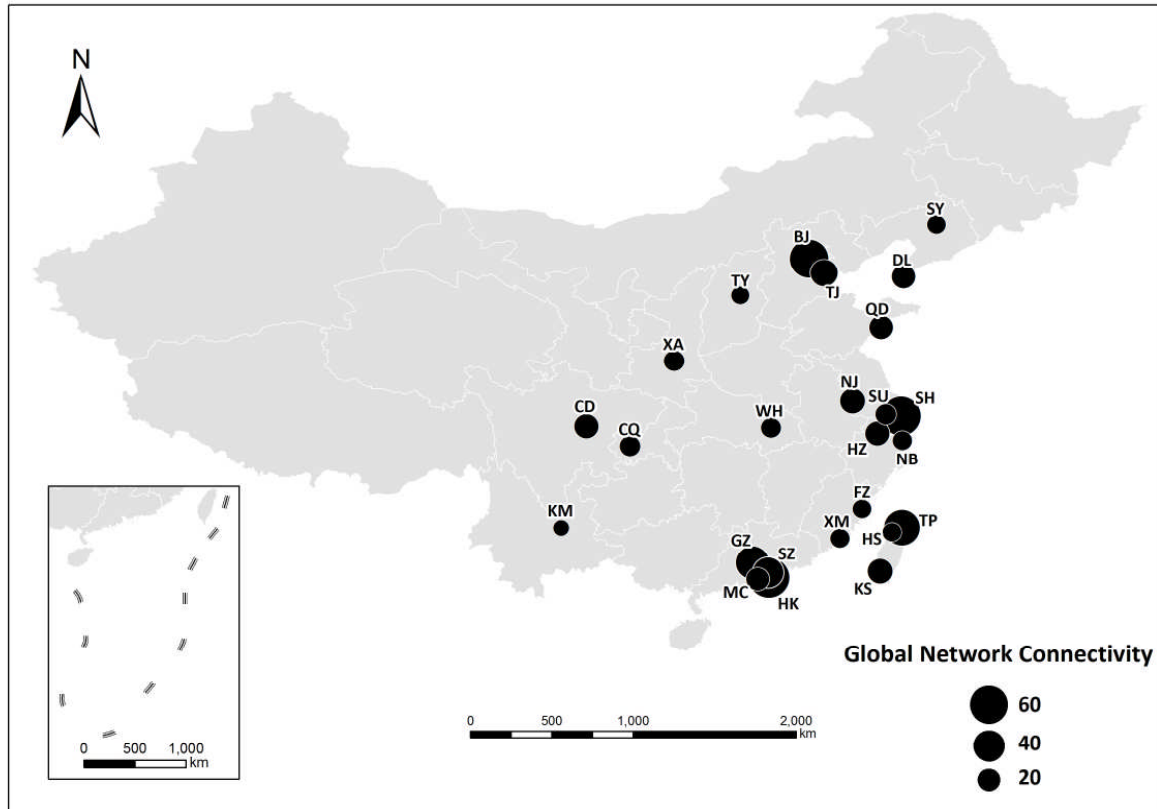 N
SY
BJ
DL
TY
TJ
QD
XA
NJ
SU
SH
CD
WH
CQ
HZ
NB
FZ
KM
XM
HS
TP
GZ
SZ
MC
HK
KS
Global Network Connectivity
60
40
20
0 500 1,000 2,000
km
0 500 1,000
km